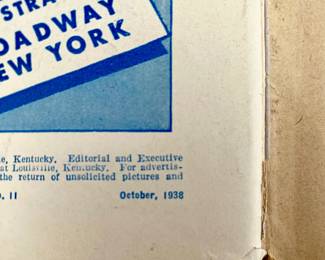 STRA
OADWAY
EW YORK
e, Kentucky. Editorial and Executive
at Louisville, Kentucky. For advertis-
the return of unsolicited pictures and
o. 11 October, 1938